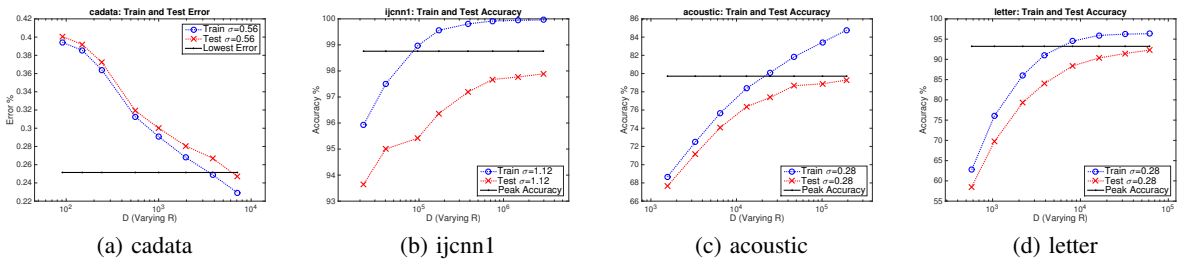 cadata: Train and Test Error
0.42
0.4
0.38
0.36
0.34
0.32
0.3
0.28
0.26
0.24
0.22
Error %
10^2
10^3
10^4
D (Varying R)
Train σ=0.56
Test σ=0.56
Lowest Error
(a) cadata
ijcnn1: Train and Test Accuracy
100
99
98
97
96
95
94
93
Accuracy %
10^5
10^6
D (Varying R)
Train σ=1.12
Test σ=1.12
Peak Accuracy
(b) ijcnn1
acoustic: Train and Test Accuracy
86
84
82
80
78
76
74
72
70
68
66
Accuracy %
10^3
10^4
10^5
D (Varying R)
Train σ=0.28
Test σ=0.28
Peak Accuracy
(c) acoustic
letter: Train and Test Accuracy
100
95
90
85
80
75
70
65
60
55
Accuracy %
10^3
10^4
10^5
D (Varying R)
Train σ=0.28
Test σ=0.28
Peak Accuracy
(d) letter